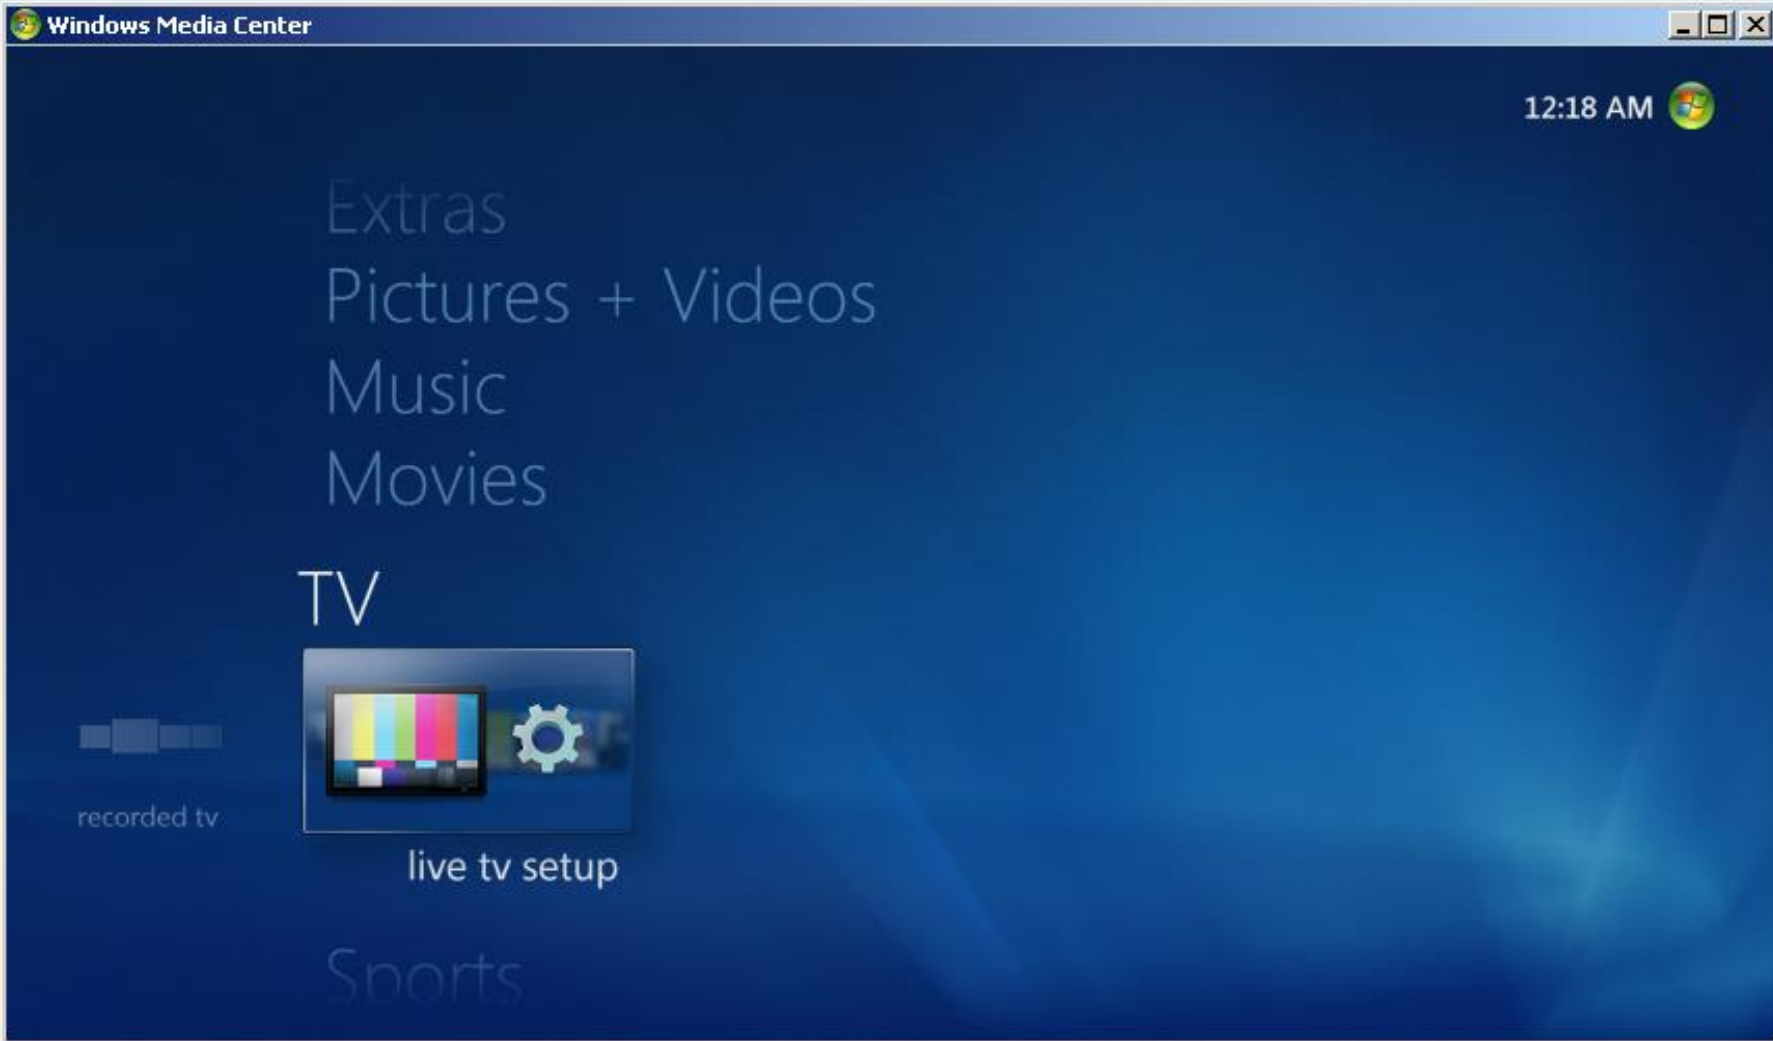 Windows Media Center
12:18 AM
Extras
Pictures + Videos
Music
Movies
TV
recorded tv
live tv setup
Sports